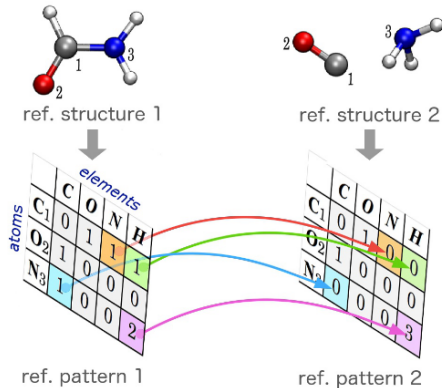 1
2
3
2
1
3
ref. structure 1
ref. structure 2
elements
atoms
C O N H
C1 0 1 1 1
O2 1 0 0 0
N3 1 0 0 2
C O N H
C1 0 1 0 0
O2 1 0 0 0
N3 0 0 0 3
ref. pattern 1
ref. pattern 2